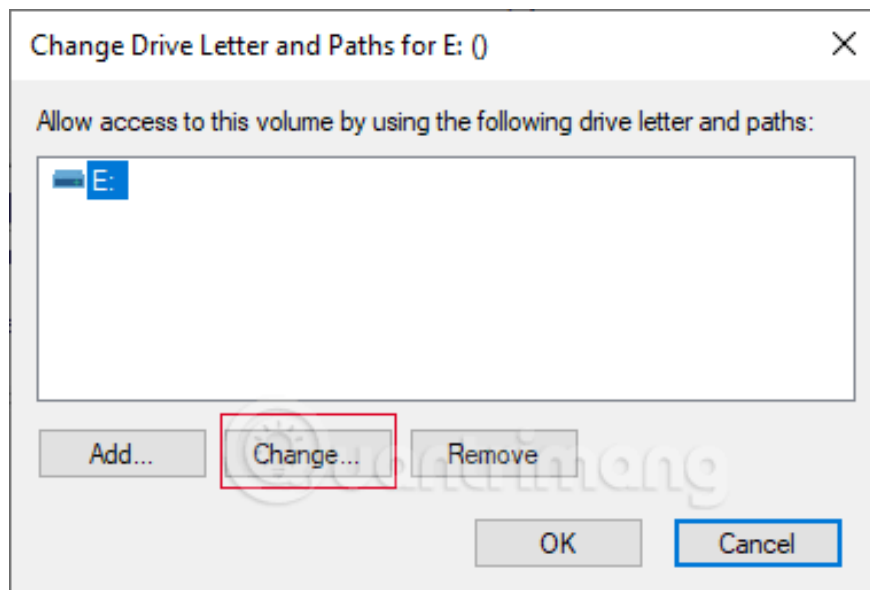 Change Drive Letter and Paths for E: ()
Allow access to this volume by using the following drive letter and paths:
E:
Add... Change... Remove
uantrimang
OK Cancel